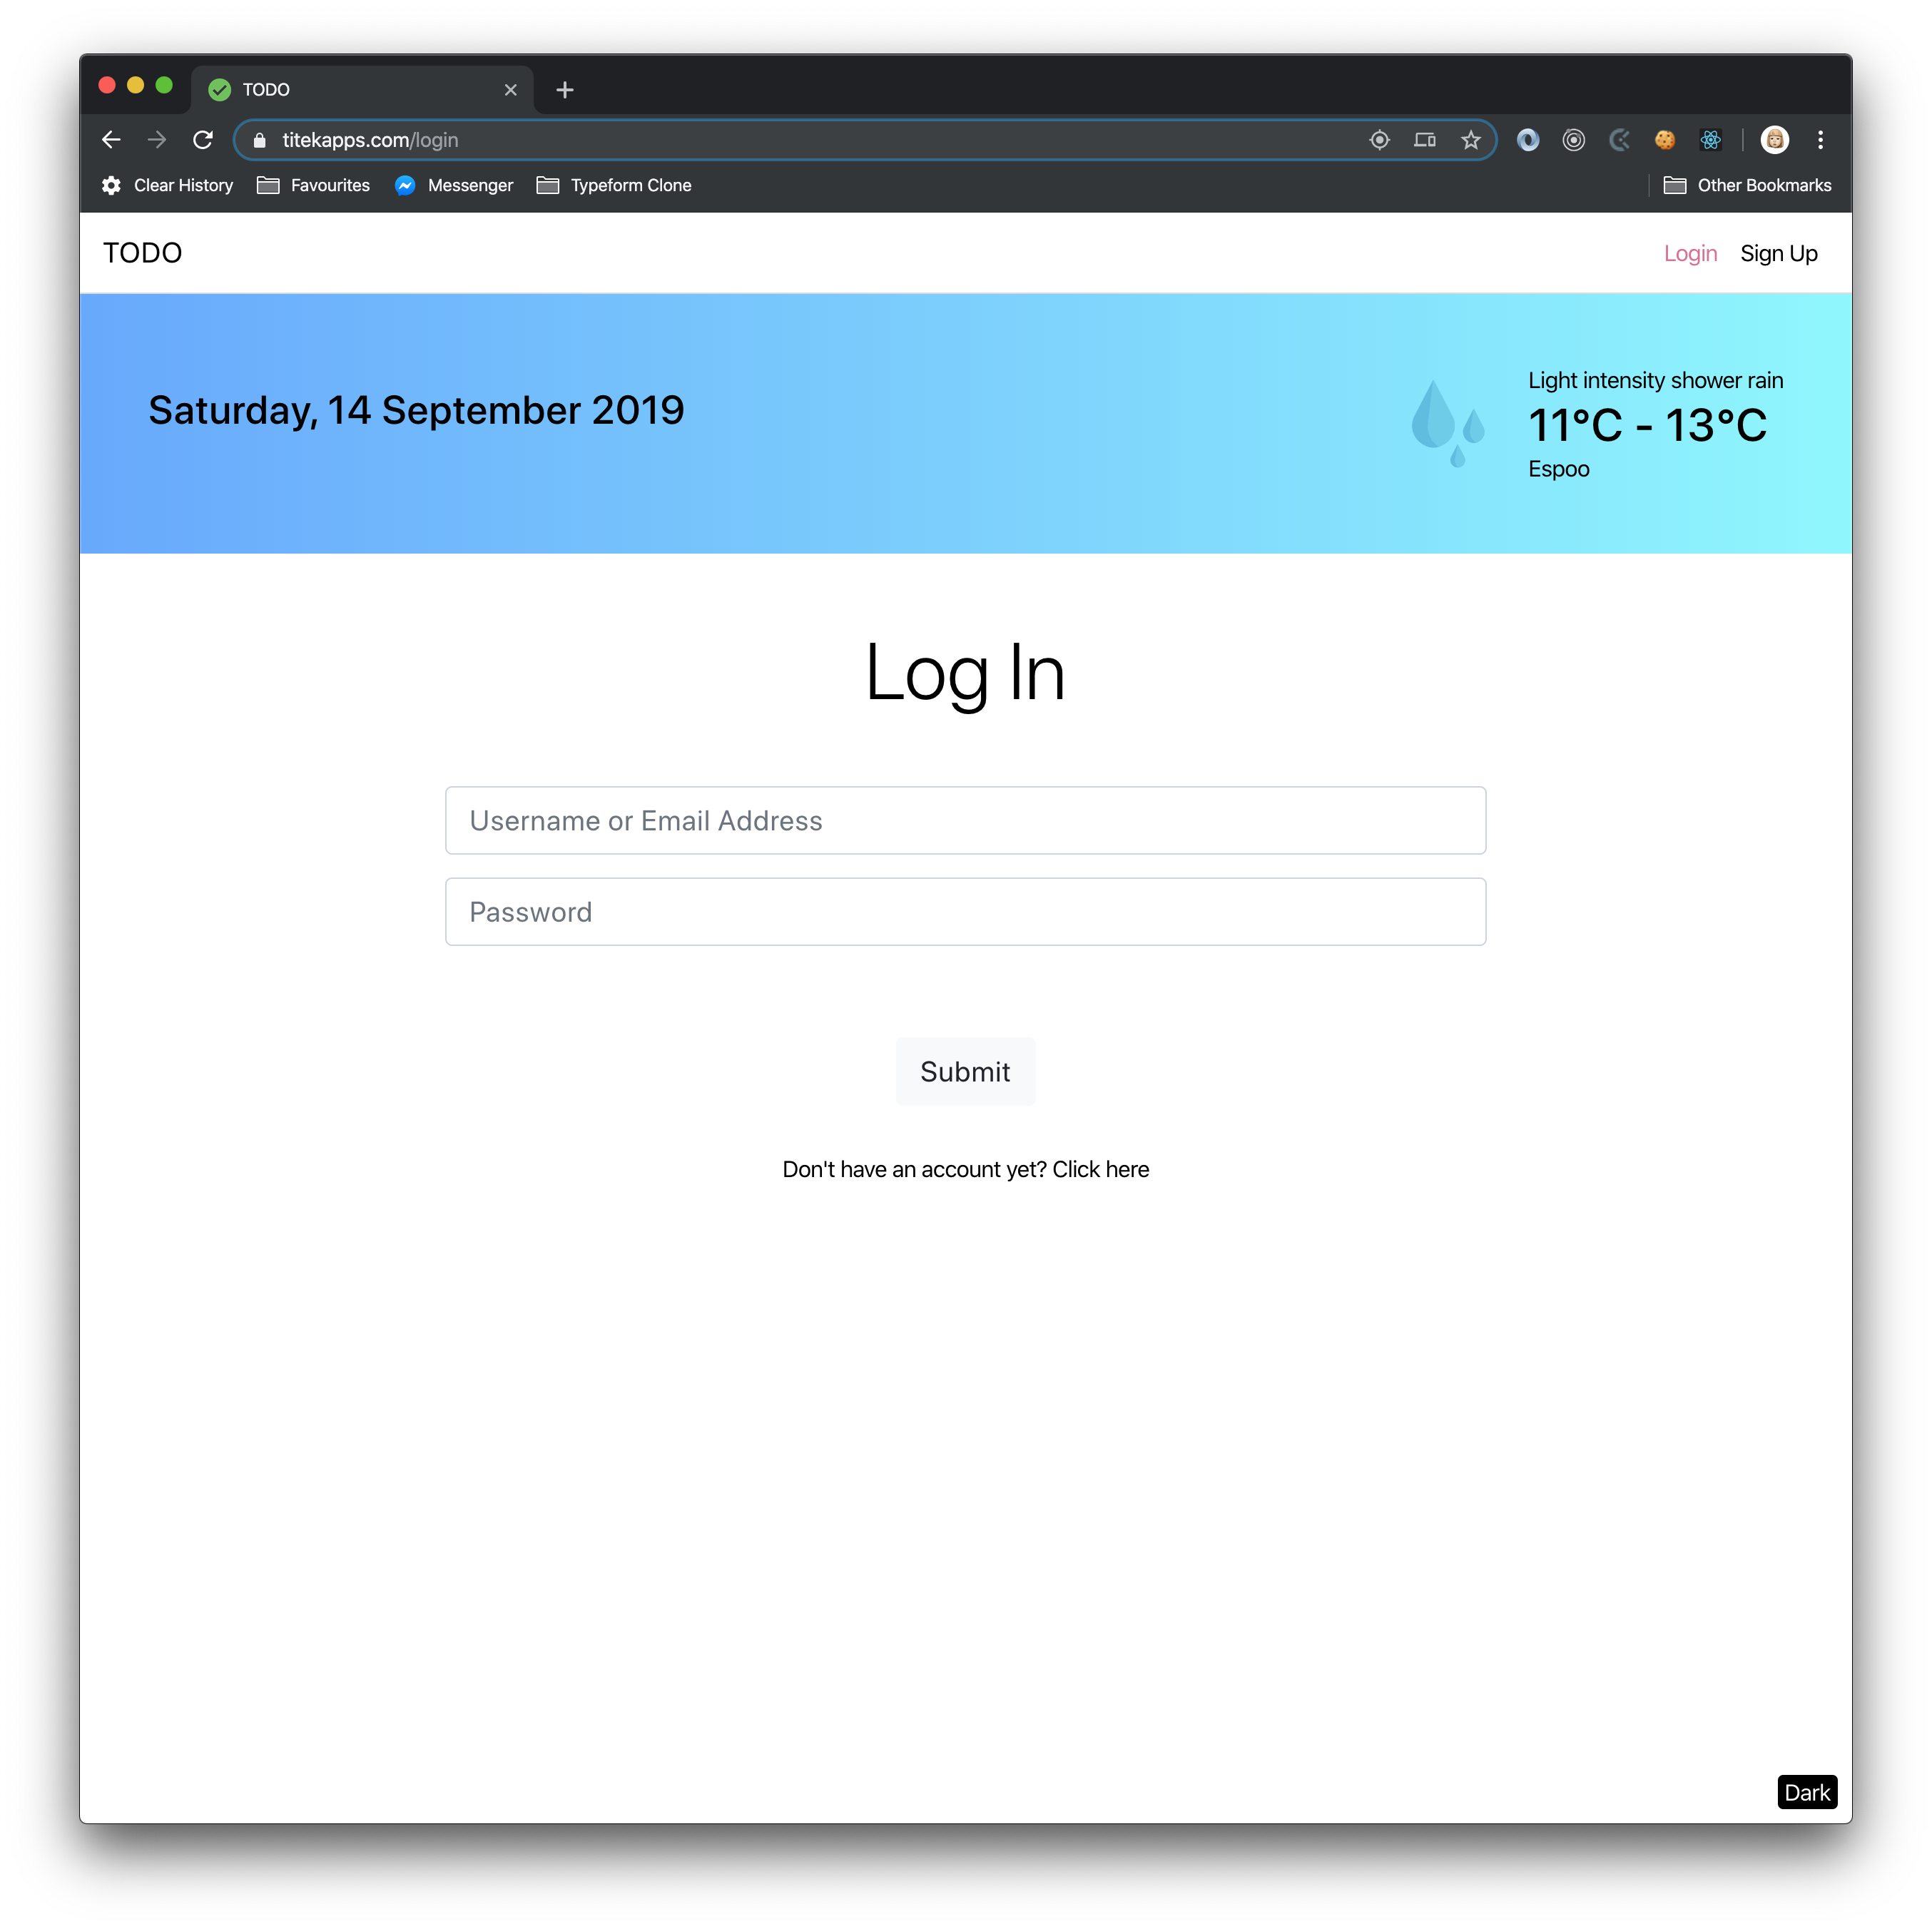 TODO
titekapps.com/login
Clear History Favourites Messenger Typeform Clone Other Bookmarks
TODO Login Sign Up
Saturday, 14 September 2019
Light intensity shower rain
11°C - 13°C
Espoo
Log In
Username or Email Address
Password
Submit
Don't have an account yet? Click here
Dark